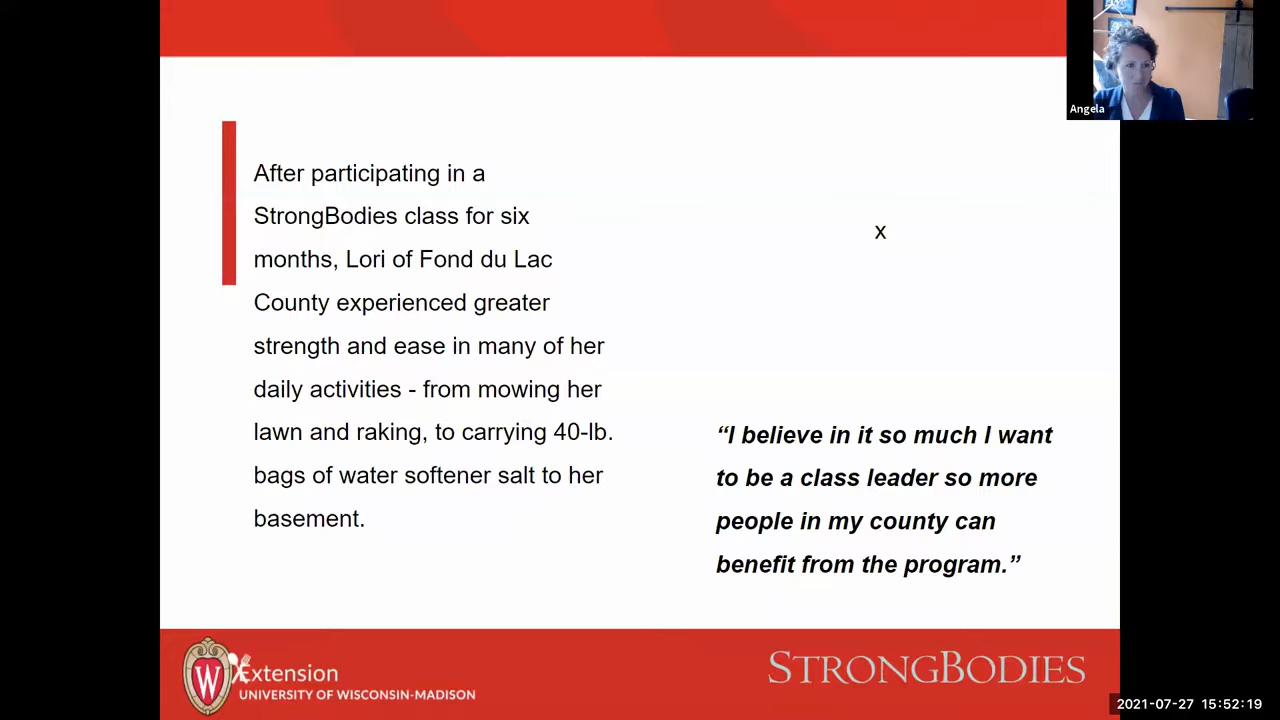 Angela
After participating in a
StrongBodies class for six
months, Lori of Fond du Lac
County experienced greater
strength and ease in many of her
daily activities - from mowing her
lawn and raking, to carrying 40-lb.
bags of water softener salt to her
basement.
x
“I believe in it so much I want
to be a class leader so more
people in my county can
benefit from the program.”
W
Extension
UNIVERSITY OF WISCONSIN-MADISON
STRONGBODIES
2021-07-27 15:52:19